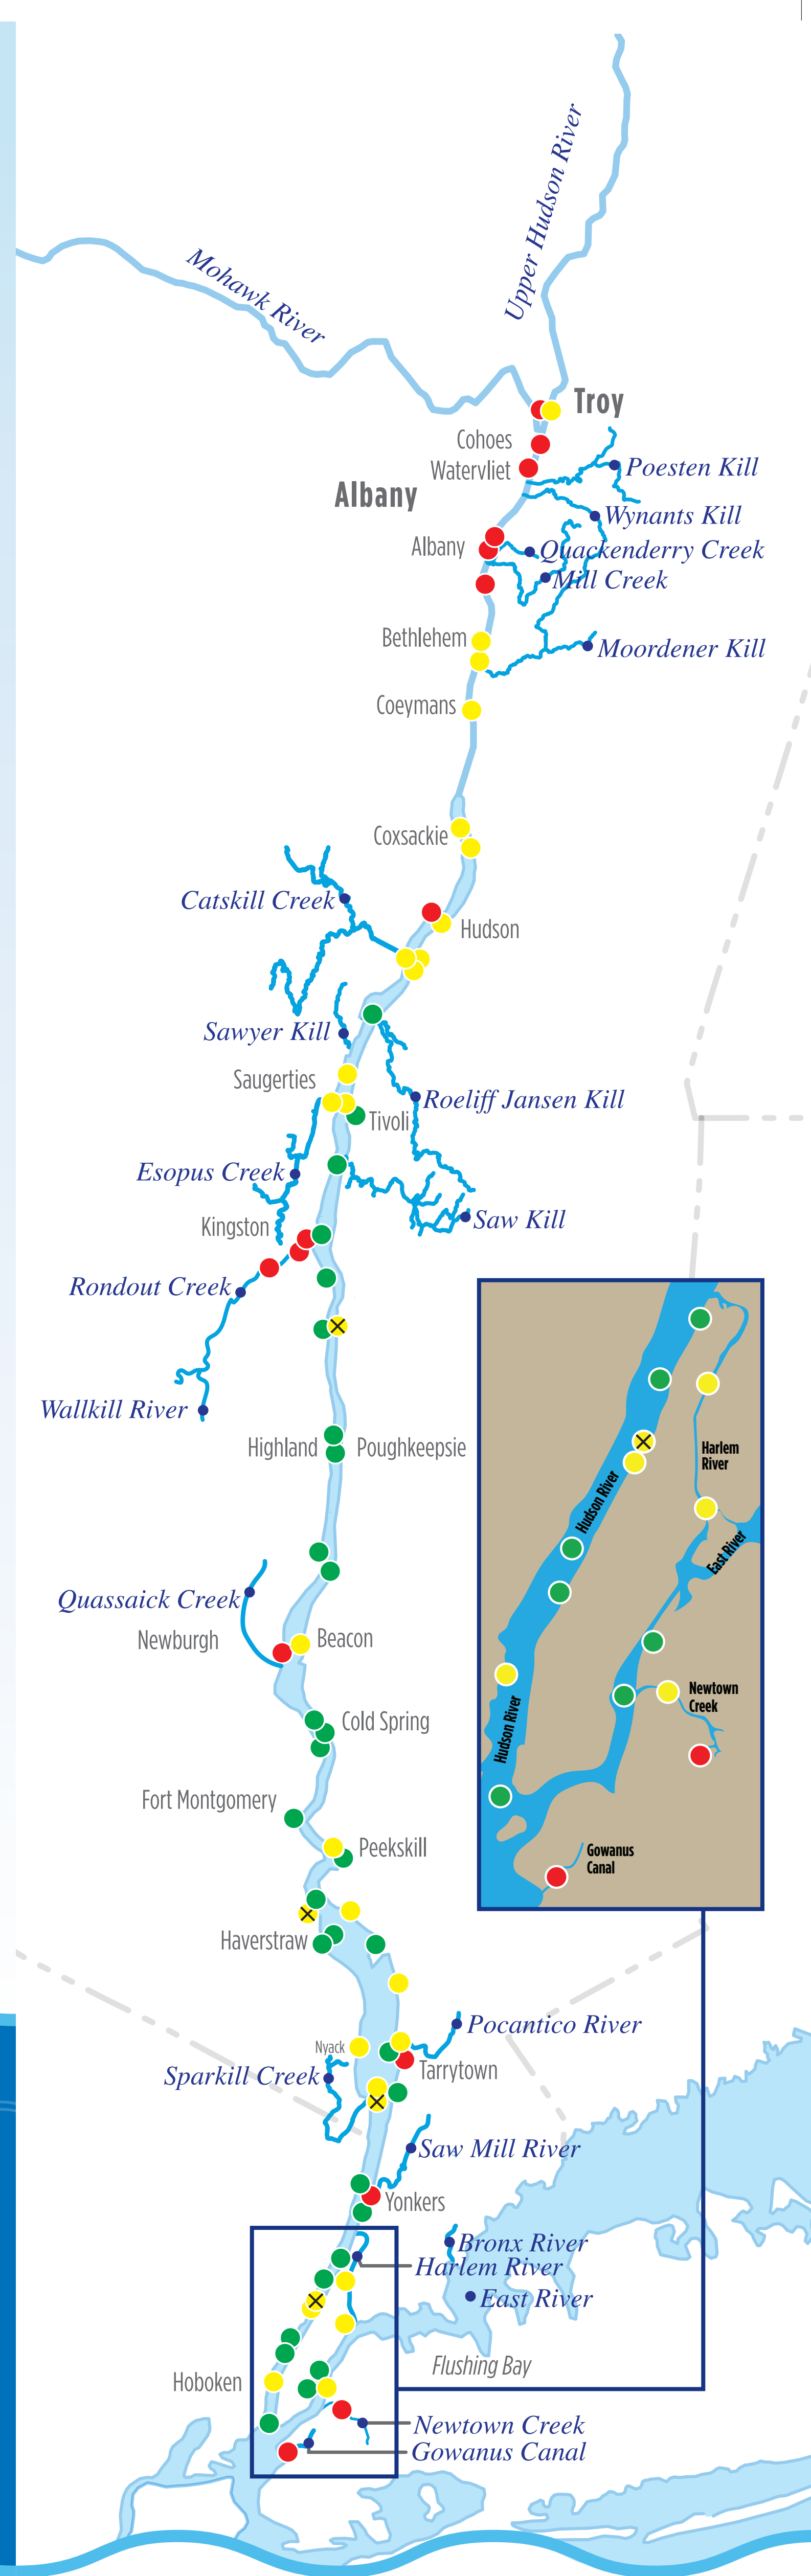 Upper Hudson River
Mohawk River
Troy
Cohoes
Watervliet
Poesten Kill
Albany
Wynants Kill
Albany
Quackenderry Creek
Mill Creek
Bethlehem
Moordener Kill
Coeymans
Coxsackie
Catskill Creek
Hudson
Sawyer Kill
Saugerties
Roeliff Jansen Kill
Tivoli
Esopus Creek
Saw Kill
Kingston
Rondout Creek
Wallkill River
Highland
Poughkeepsie
Harlem
River
Hudson River
East River
Quassaick Creek
Newburgh
Beacon
Newtown
Creek
Hudson River
Cold Spring
Fort Montgomery
Peekskill
Gowanus
Canal
Haverstraw
Pocantico River
Nyack
Tarrytown
Sparkill Creek
Saw Mill River
Yonkers
Bronx River
Harlem River
East River
Flushing Bay
Hoboken
Newtown Creek
Gowanus Canal